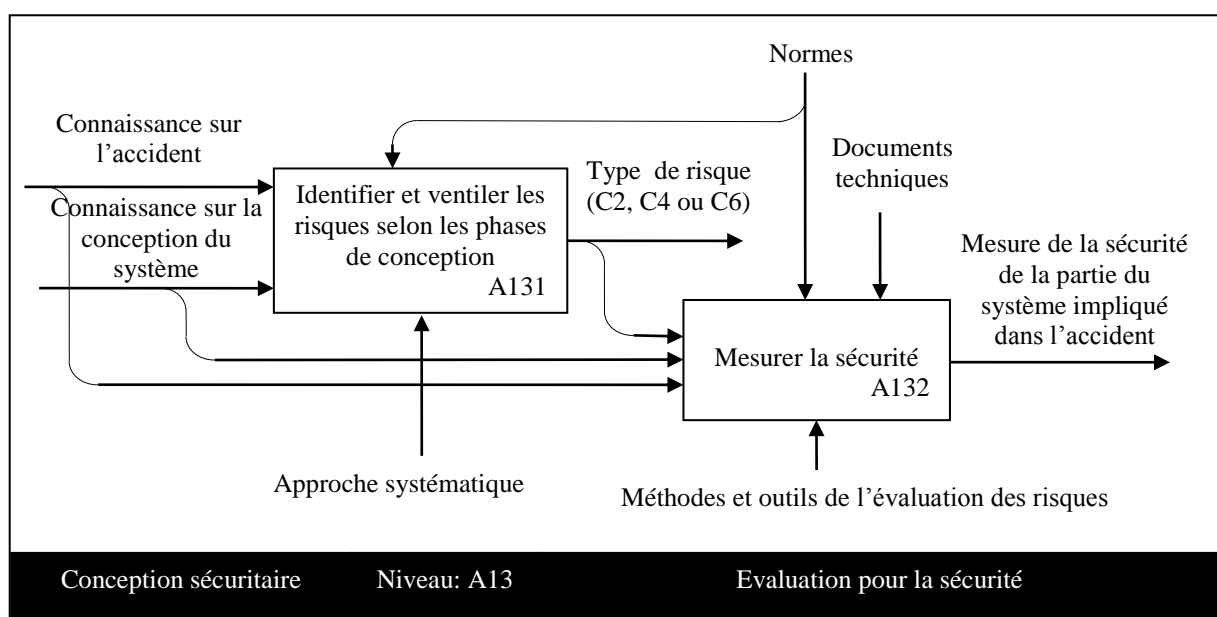 Normes
Connaissance sur
l’accident
Documents
techniques
Type de risque
(C2, C4 ou C6)
Identifier et ventiler les
risques selon les phases
de conception
A131
Connaissance sur la
conception du
système
Mesure de la sécurité
de la partie du
système impliqué
dans l’accident
Mesurer la sécurité
A132
Approche systématique
Méthodes et outils de l’évaluation des risques
Conception sécuritaire Niveau: A13 Evaluation pour la sécurité